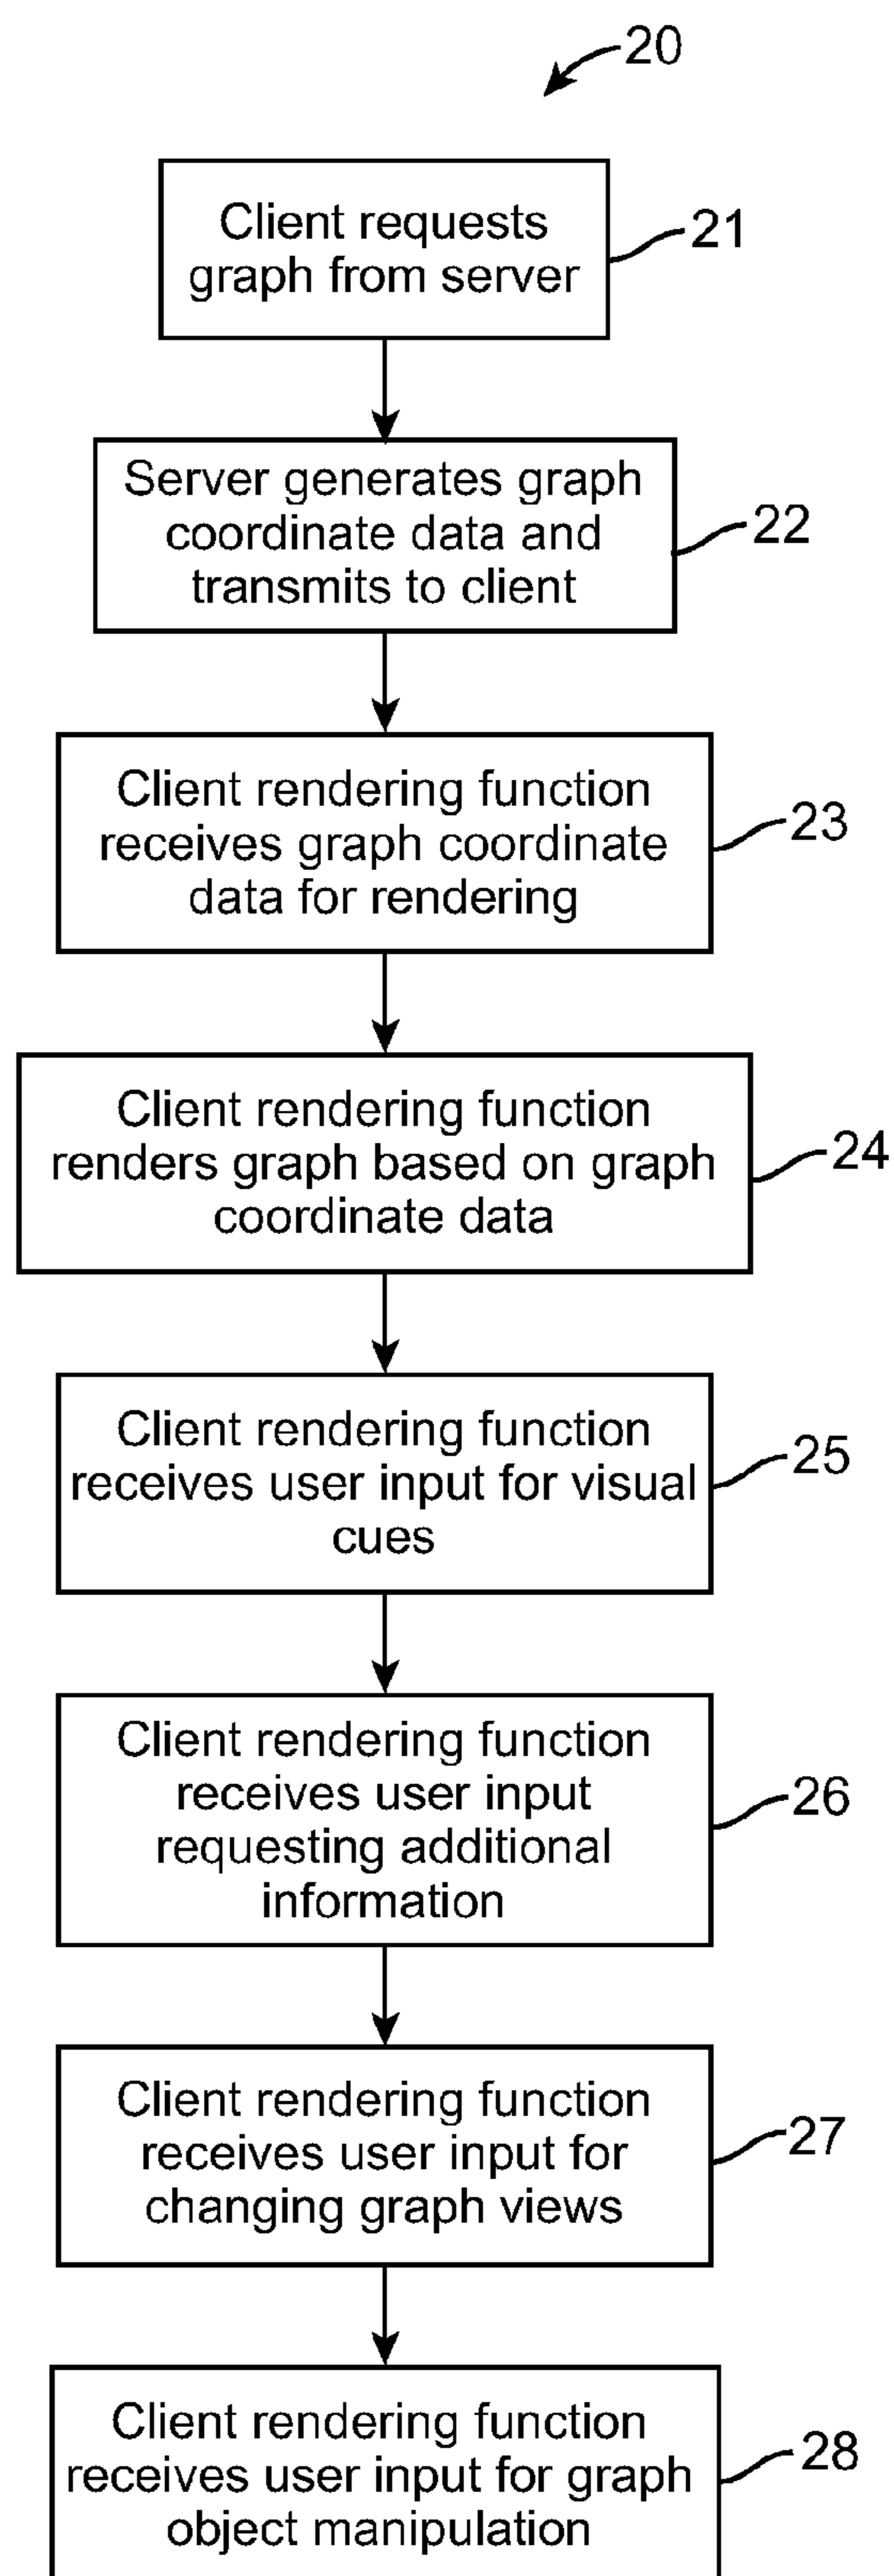 20
Client requests
graph from server
21
Server generates graph
coordinate data and
transmits to client
22
Client rendering function
receives graph coordinate
data for rendering
23
Client rendering function
renders graph based on graph
coordinate data
24
Client rendering function
receives user input for visual
cues
25
Client rendering function
receives user input
requesting additional
information
26
Client rendering function
receives user input for
changing graph views
27
Client rendering function
receives user input for graph
object manipulation
28